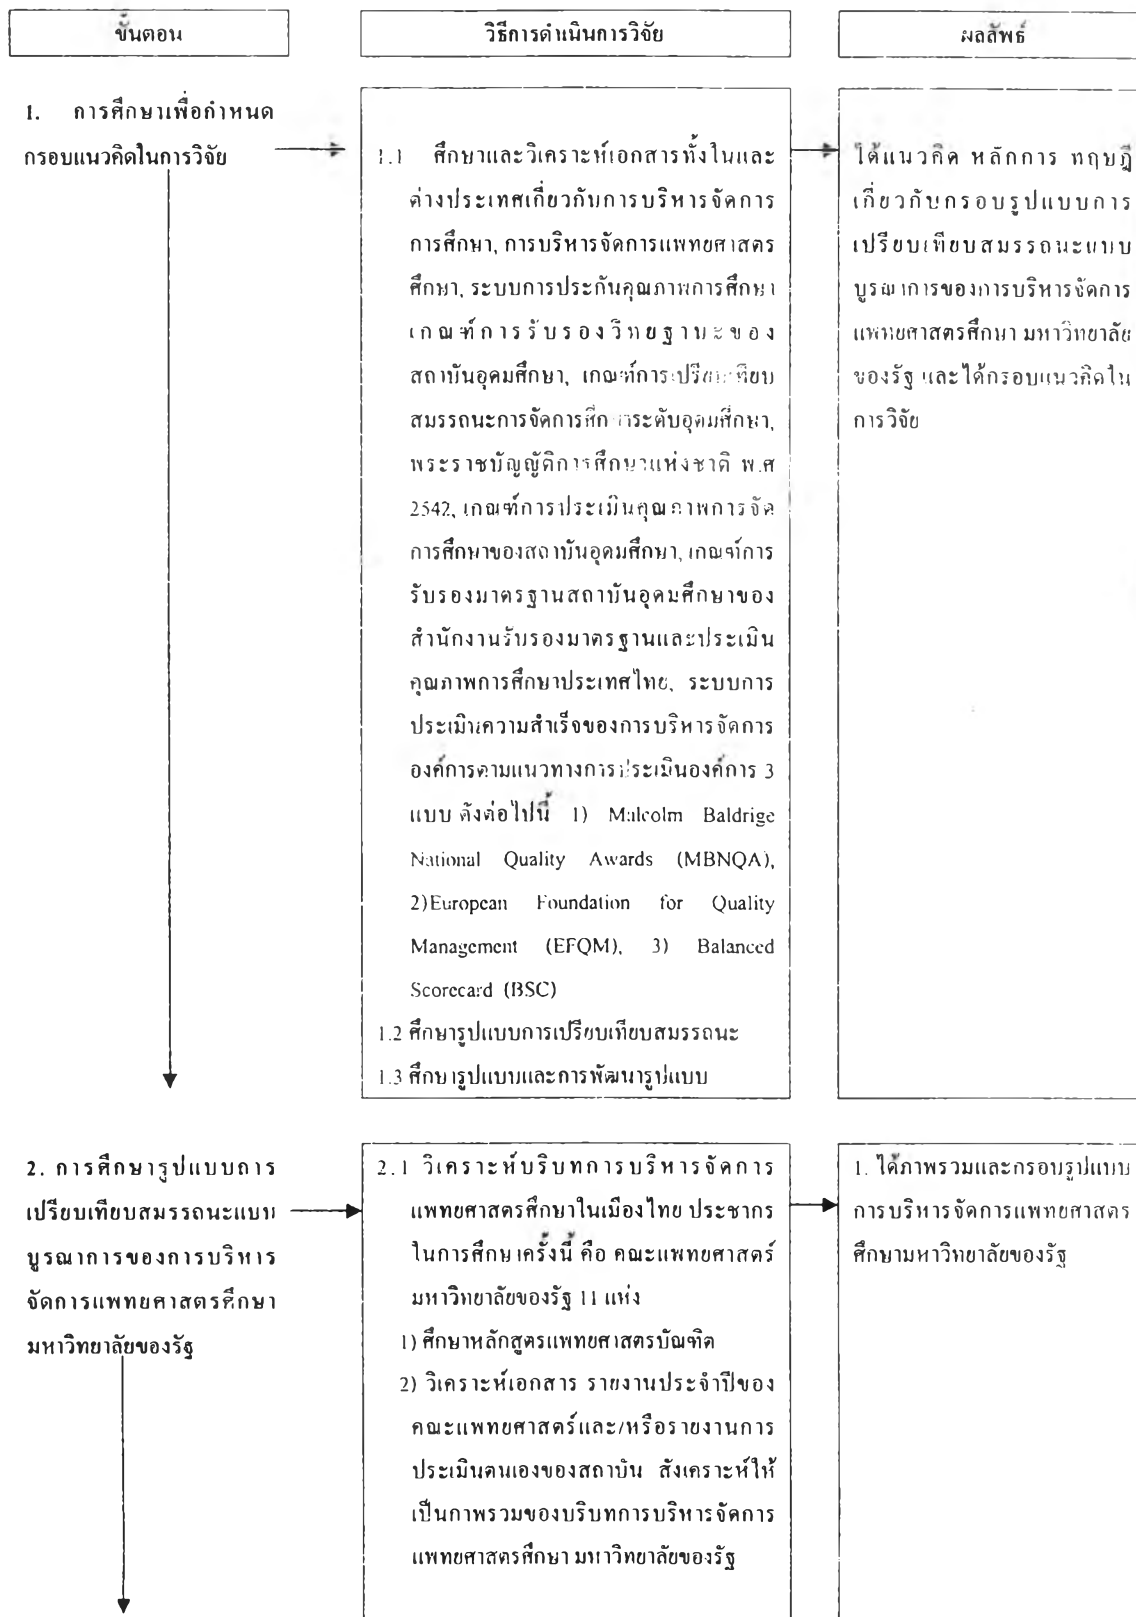 ขั้นตอน
วิธีการดำเนินการวิจัย
ผลลัพธ์
1. การศึกษาเพื่อกำหนด
กรอบแนวคิดในการวิจัย
1.1 ศึกษาและวิเคราะห์เอกสารทั้งในและ
ต่างประเทศเกี่ยวกับการบริหารจัดการ
การศึกษา, การบริหารจัดการแพทยศาสตร
ศึกษา, ระบบการประกันคุณภาพการศึกษา
เกณฑ์การรับรองวิทยฐานะของ
สถาบันอุดมศึกษา, เกณฑ์การเปรียบเทียบ
สมรรถนะการจัดการศึกษาระดับอุดมศึกษา,
พระราชบัญญัติการศึกษาแห่งชาติ พ.ศ
2542, เกณฑ์การประเมินคุณภาพการจัด
การศึกษาของสถาบันอุดมศึกษา, เกณฑ์การ
รับรองมาตรฐานสถาบันอุดมศึกษาของ
สำนักงานรับรองมาตรฐานและประเมิน
คุณภาพการศึกษาประเทศไทย, ระบบการ
ประเมินความสำเร็จของการบริหารจัดการ
องค์การตามแนวทางการประเมินองค์การ 3
แบบ ดังต่อไปนี้ 1) Malcolm Baldrige
National Quality Awards (MBNQA),
2)European Foundation for Quality
Management (EFQM), 3) Balanced
Scorecard (BSC)
1.2 ศึกษารูปแบบการเปรียบเทียบสมรรถนะ
1.3 ศึกษารูปแบบและการพัฒนารูปแบบ
ได้แนวคิด หลักการ ทฤษฎี
เกี่ยวกับกรอบรูปแบบการ
เปรียบเทียบสมรรถนะแบบ
บูรณาการของการบริหารจัดการ
แพทยศาสตรศึกษา มหาวิทยาลัย
ของรัฐ และได้กรอบแนวคิดใน
การวิจัย
2. การศึกษารูปแบบการ
เปรียบเทียบสมรรถนะแบบ
บูรณาการของการบริหาร
จัดการแพทยศาสตรศึกษา
มหาวิทยาลัยของรัฐ
2.1 วิเคราะห์บริบทการบริหารจัดการ
แพทยศาสตรศึกษาในเมืองไทย ประชากร
ในการศึกษาครั้งนี้ คือ คณะแพทยศาสตร์
มหาวิทยาลัยของรัฐ 11 แห่ง
1) ศึกษาหลักสูตรแพทยศาสตรบัณฑิต
2) วิเคราะห์เอกสาร รายงานประจำปีของ
คณะแพทยศาสตร์และ/หรือรายงานการ
ประเมินตนเองของสถาบัน สังเคราะห์ให้
เป็นภาพรวมของบริบทการบริหารจัดการ
แพทยศาสตรศึกษา มหาวิทยาลัยของรัฐ
1. ได้ภาพรวมและกรอบรูปแบบ
การบริหารจัดการแพทยศาสตร
ศึกษามหาวิทยาลัยของรัฐ